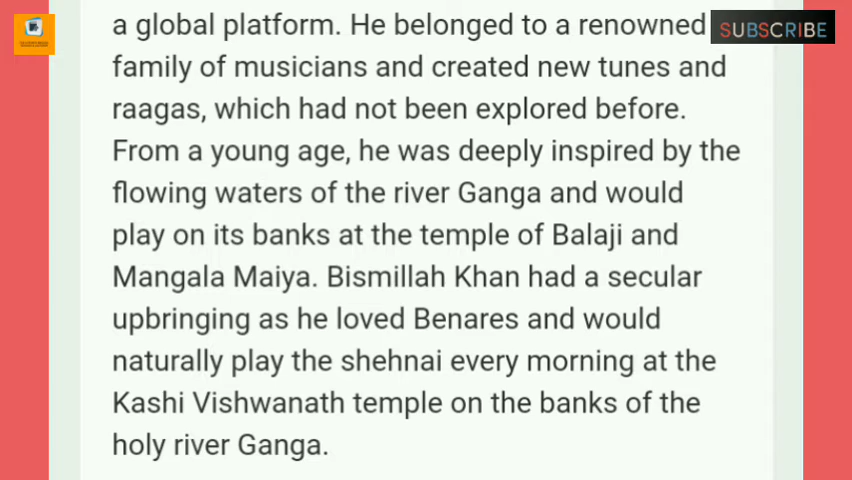 a global platform. He belonged to a renowned
SUBSCRIBE
family of musicians and created new tunes and
raagas, which had not been explored before.
From a young age, he was deeply inspired by the
flowing waters of the river Ganga and would
play on its banks at the temple of Balaji and
Mangala Maiya. Bismillah Khan had a secular
upbringing as he loved Benares and would
naturally play the shehnai every morning at the
Kashi Vishwanath temple on the banks of the
holy river Ganga.